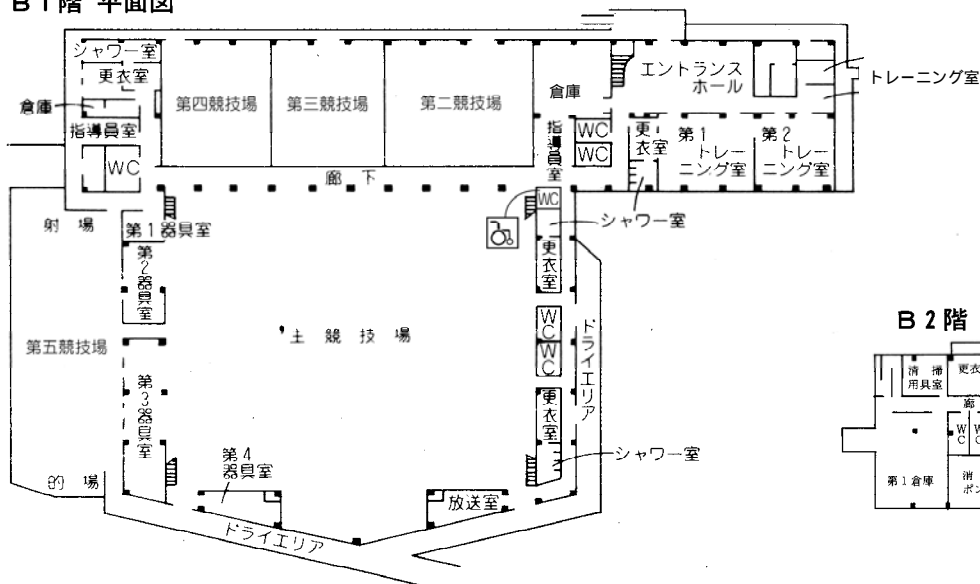 B1階 平面図
シャワー室
更衣室
倉庫
指導員室
WC
第四競技場
第三競技場
第二競技場
倉庫
指導員室
WC
WC
エントランス
ホール
トレーニング室
更衣室
第1
トレー
ニング室
第2
トレー
ニング室
廊下
WC
シャワー室
更衣室
射場
第1器具室
第2器具室
第五競技場
主競技場
WC
WC
ドライエリア
第3器具室
更衣室
シャワー室
第4
器具室
的場
放送室
ドライエリア
B2階
清掃
用具室
更衣
廊
WC
W
第1倉庫
消
ポン